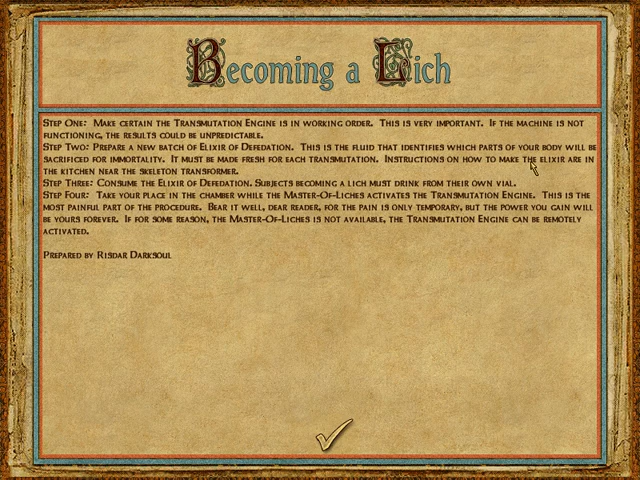 Becoming a Lich
Step One: Make certain the Transmutation Engine is in working order. This is very important. If the machine is not
functioning, the results could be unpredictable.
Step Two: Prepare a new batch of Elixir of Defedation. This is the fluid that identifies which parts of your body will be
sacrificed for immortality. It must be made fresh for each transmutation. Instructions on how to make the elixir are in
the kitchen near the skeleton transformer.
Step Three: Consume the Elixir of Defedation. Subjects becoming a lich must drink from their own vial.
Step Four: Take your place in the chamber while the Master-Of-Liches activates the Transmutation Engine. This is the
most painful part of the procedure. Bear it well, dear reader, for the pain is only temporary, but the power you gain will
be yours forever. If for some reason, the Master-Of-Liches is not available, the Transmutation Engine can be remotely
activated.
Prepared by Risdar Darksoul